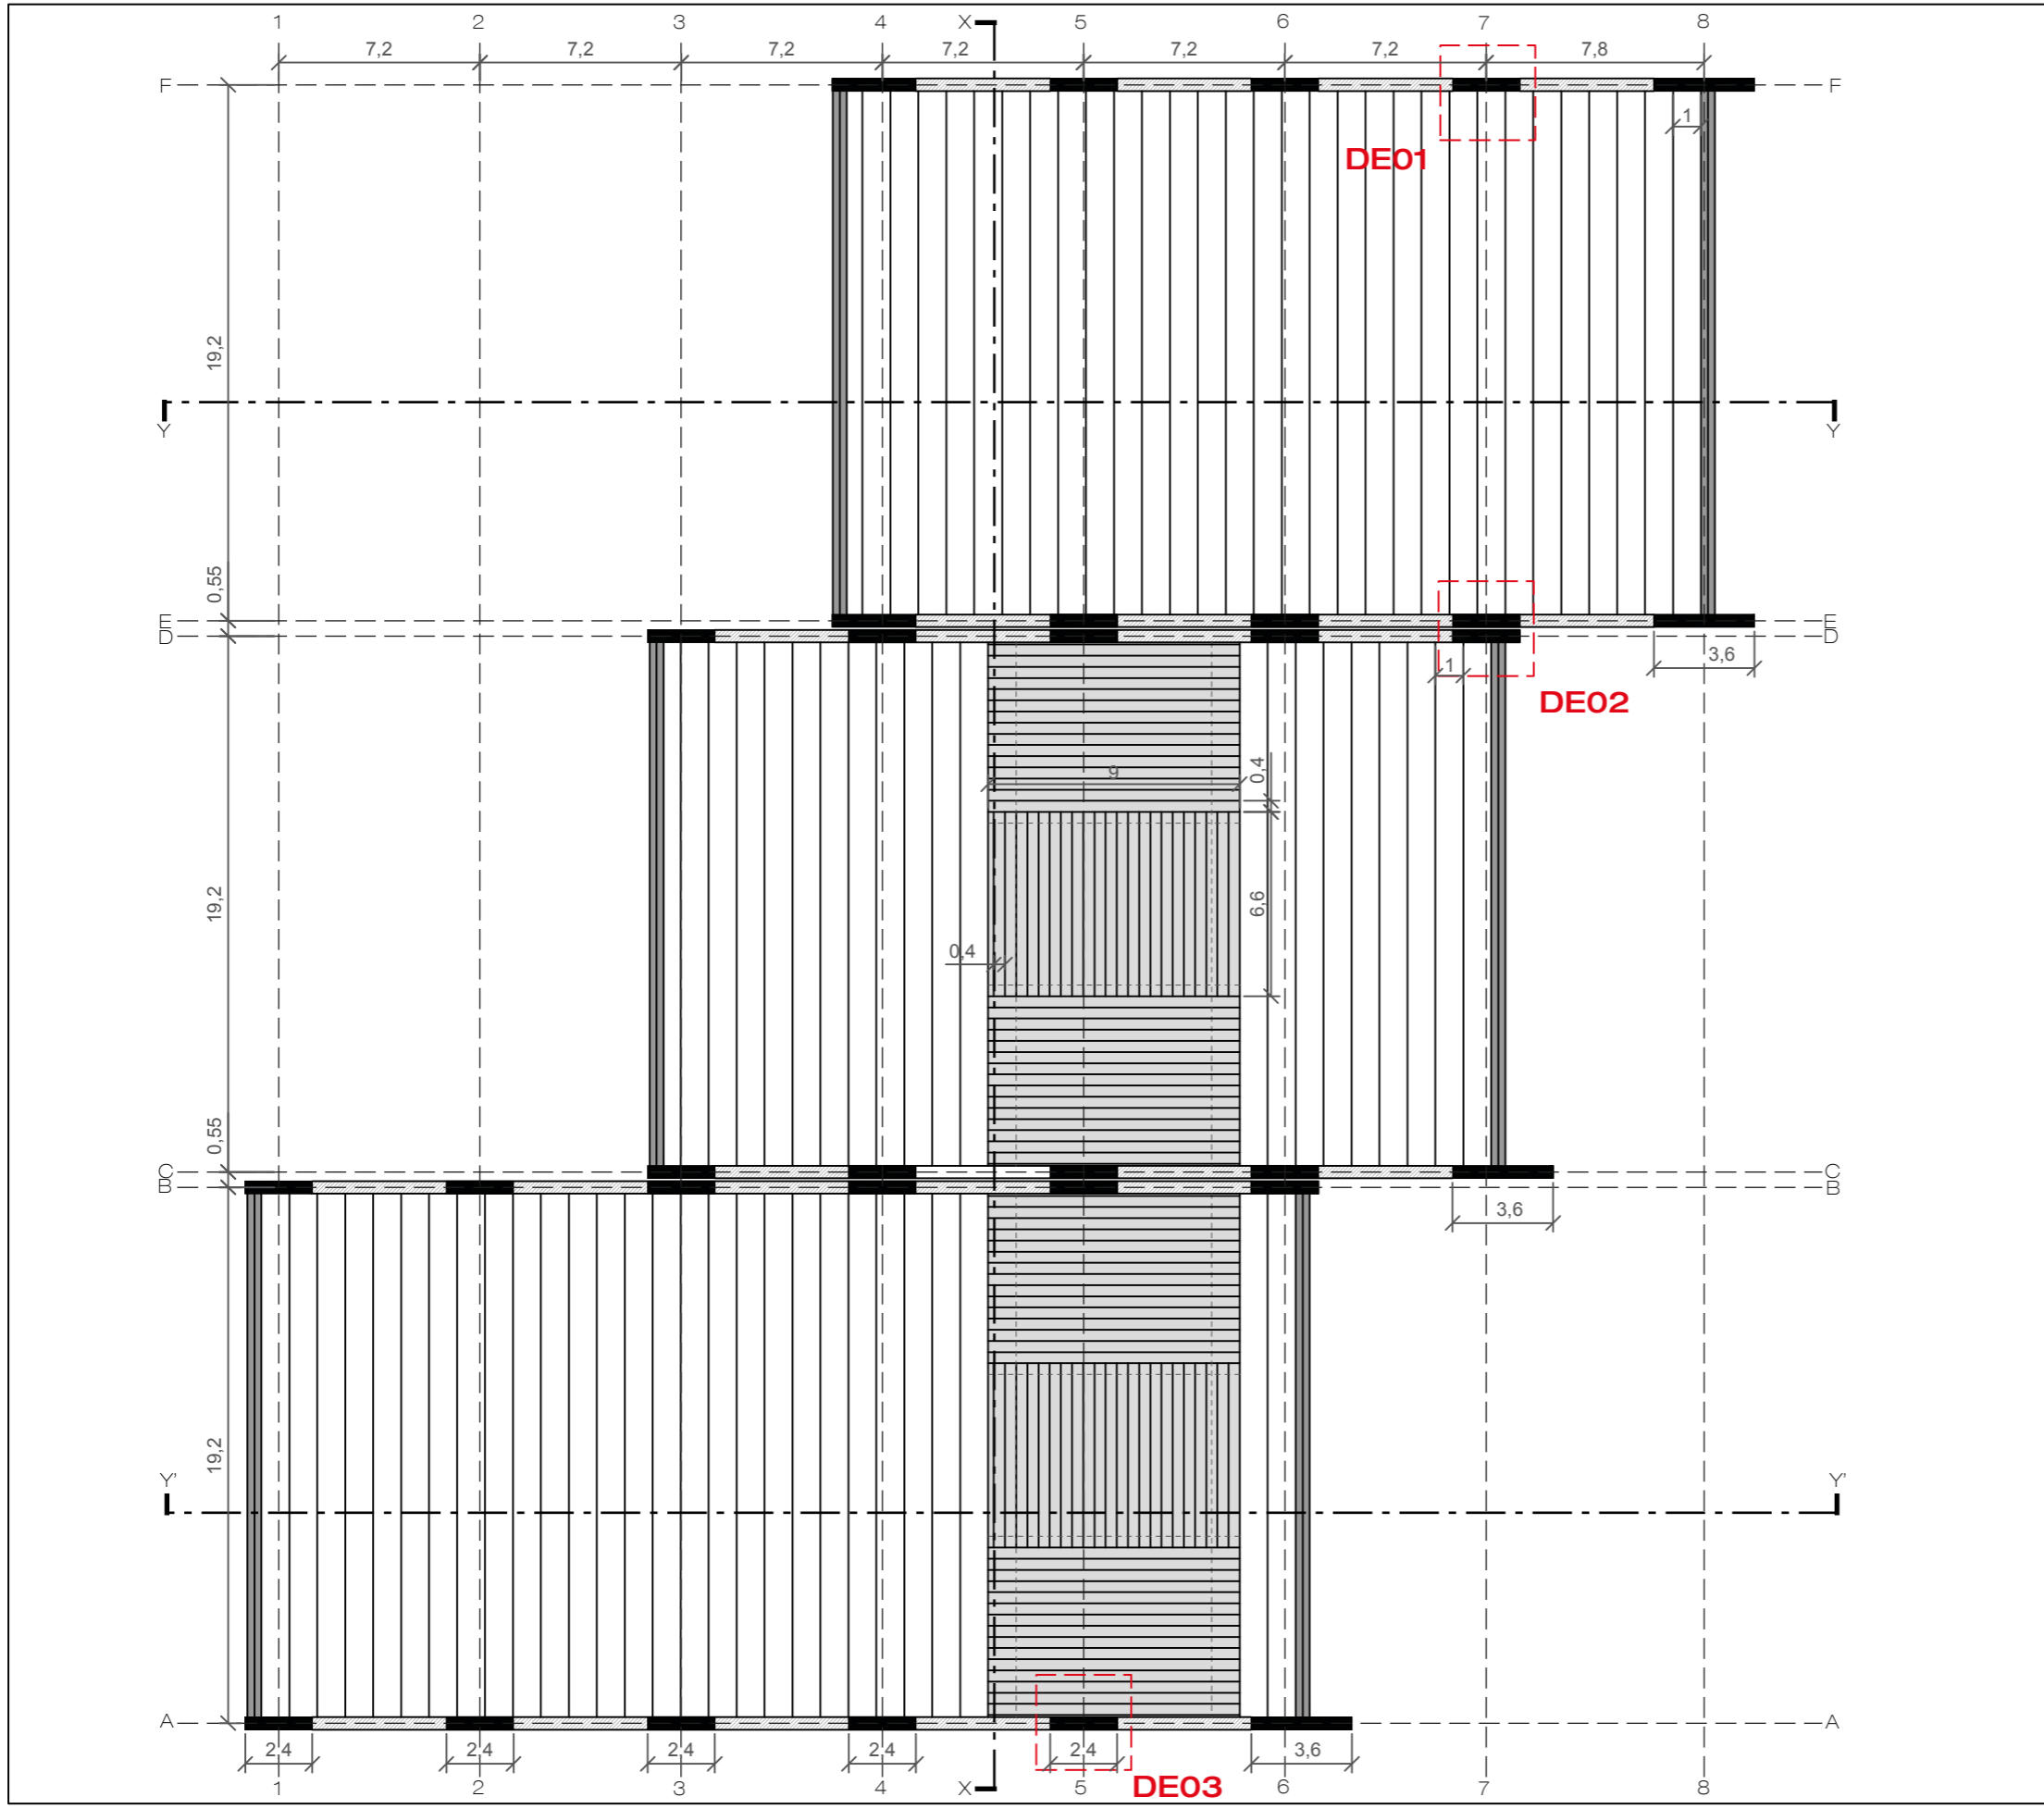 1 2 3 4 X 5 6 7 8
7,2 7,2 7,2 7,2 7,2 7,2 7,8
F F
1
DE01
19,2
Y Y
0,55
E E
D D
1 3,6
DE02
9 0,4
19,2 6,6
0,4
0,55
C C
B B
3,6
19,2
Y' Y'
A A
2,4 2,4 2,4 2,4 2,4 3,6
DE03
1 2 3 4 X 5 6 7 8